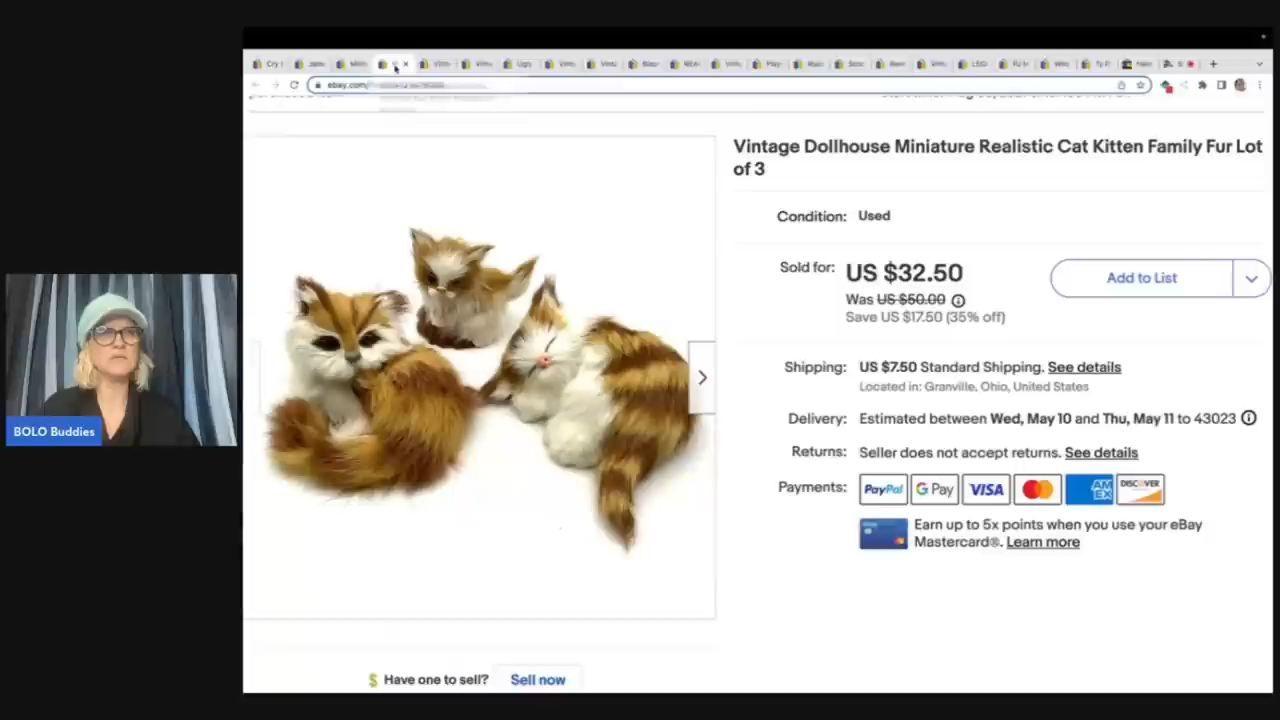 ebay.com/
Vintage Dollhouse Miniature Realistic Cat Kitten Family Fur Lot
of 3
Condition: Used
Sold for: US $32.50
Add to List
Was US $50.00
Save US $17.50 (35% off)
Shipping: US $7.50 Standard Shipping. See details
Located in: Granville, Ohio, United States
Delivery: Estimated between Wed, May 10 and Thu, May 11 to 43023
Returns: Seller does not accept returns. See details
Payments: PayPal G Pay VISA AM EX DISCOVER
Earn up to 5x points when you use your eBay
Mastercard®. Learn more
BOLO Buddies
$ Have one to sell? Sell now